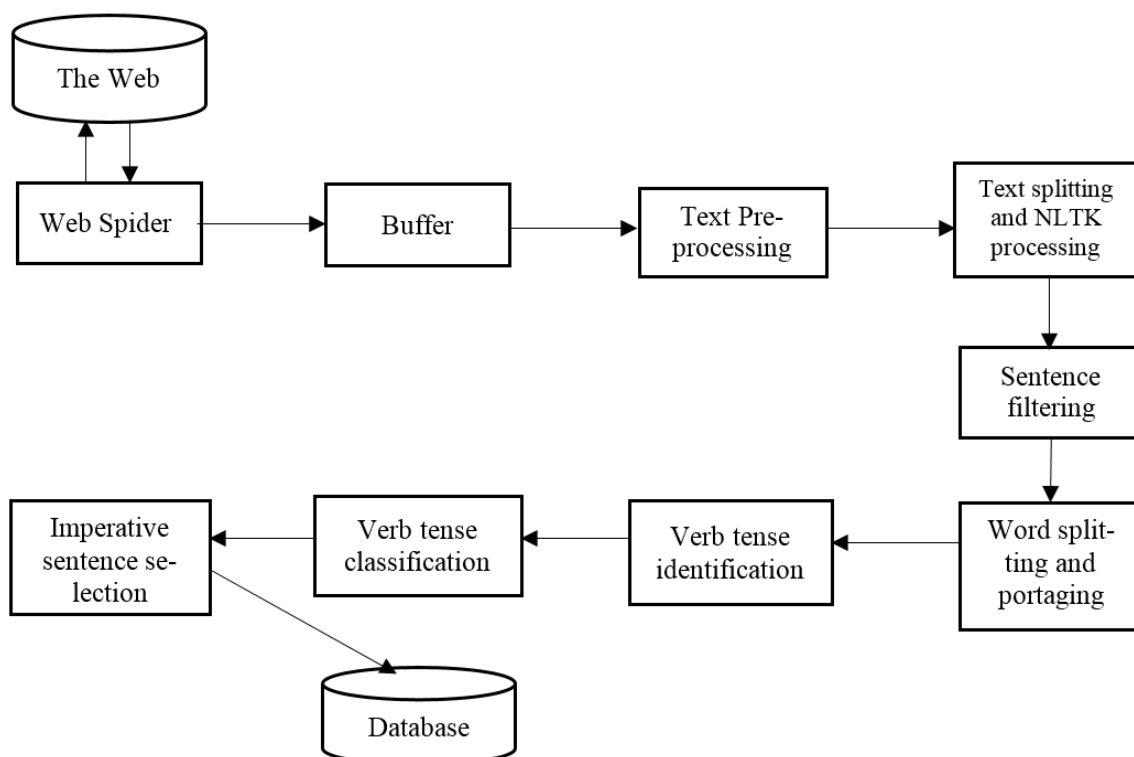 The Web
Web Spider
Buffer
Text Pre-
processing
Text splitting
and NLTK
processing
Sentence
filtering
Word split-
ting and
portaging
Verb tense
identification
Verb tense
classification
Imperative
sentence se-
lection
Database